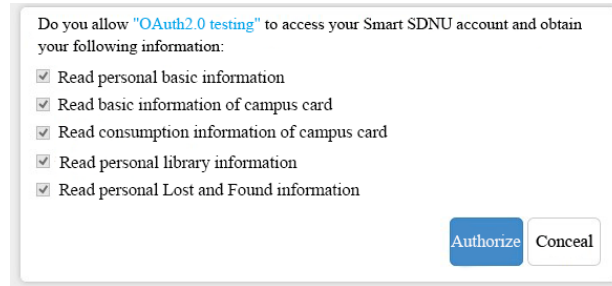 Do you allow "OAuth2.0 testing" to access your Smart SDNU account and obtain
your following information:
Read personal basic information
Read basic information of campus card
Read consumption information of campus card
Read personal library information
Read personal Lost and Found information
Authorize Conceal